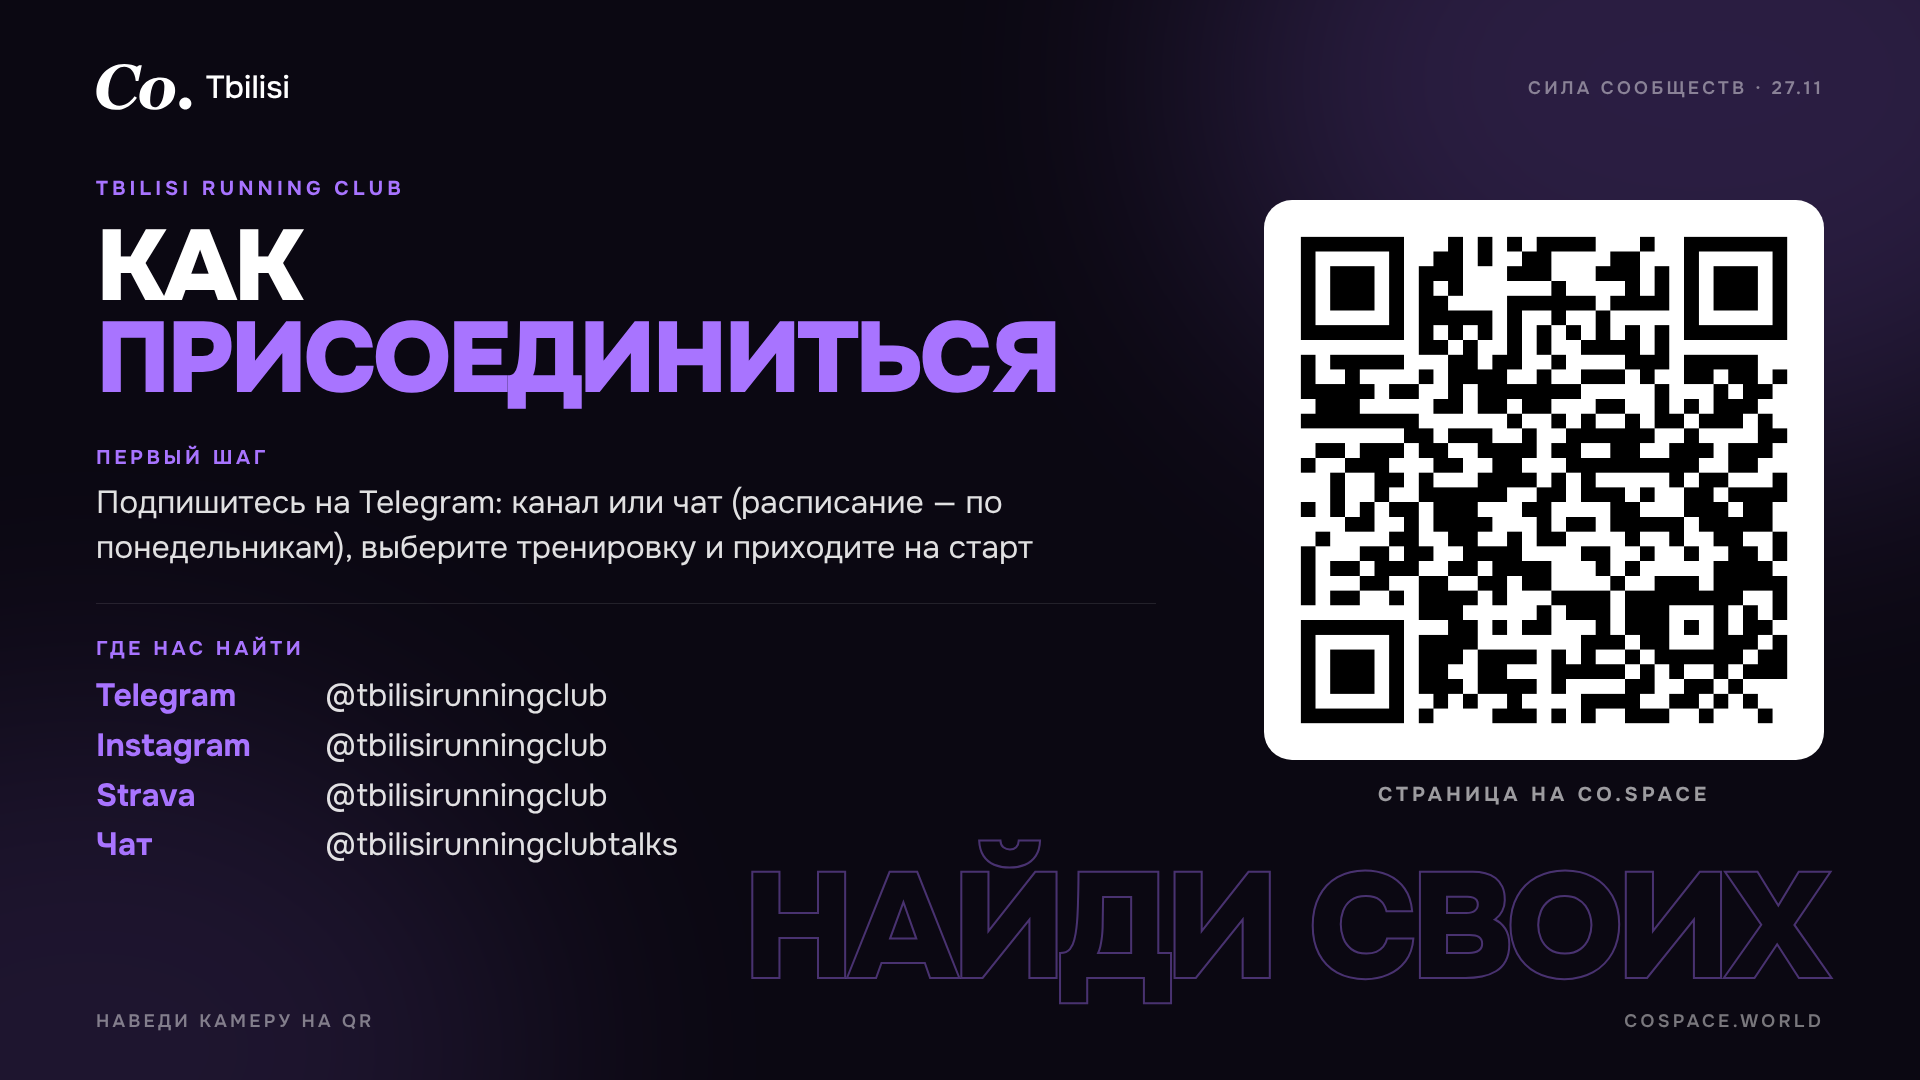 Co. Tbilisi
СИЛА СООБЩЕСТВ · 27.11
TBILISI RUNNING CLUB
КАК
ПРИСОЕДИНИТЬСЯ
ПЕРВЫЙ ШАГ
Подпишитесь на Telegram: канал или чат (расписание — по
понедельникам), выберите тренировку и приходите на старт
ГДЕ НАС НАЙТИ
Telegram @tbilisirunningclub
Instagram @tbilisirunningclub
Strava @tbilisirunningclub
Чат @tbilisirunningclubtalks
СТРАНИЦА НА CO.SPACE
НАЙДИ СВОИХ
НАВЕДИ КАМЕРУ НА QR
COSPACE.WORLD